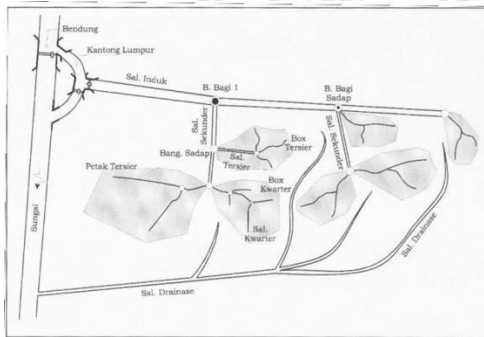 Bendung
Kantong Lumpur
Sal. Induk
B. Bagi 1
B. Bagi
Sadap
Sal.
Sekunder
Box
Tersier
Bang. Sadap
Sal.
Tersier
Sal. Sekunder
Petak Tersier
Box
Kwarter
Sal.
Kwarter
Sungai
Sal. Drainase
Sal. Drainase